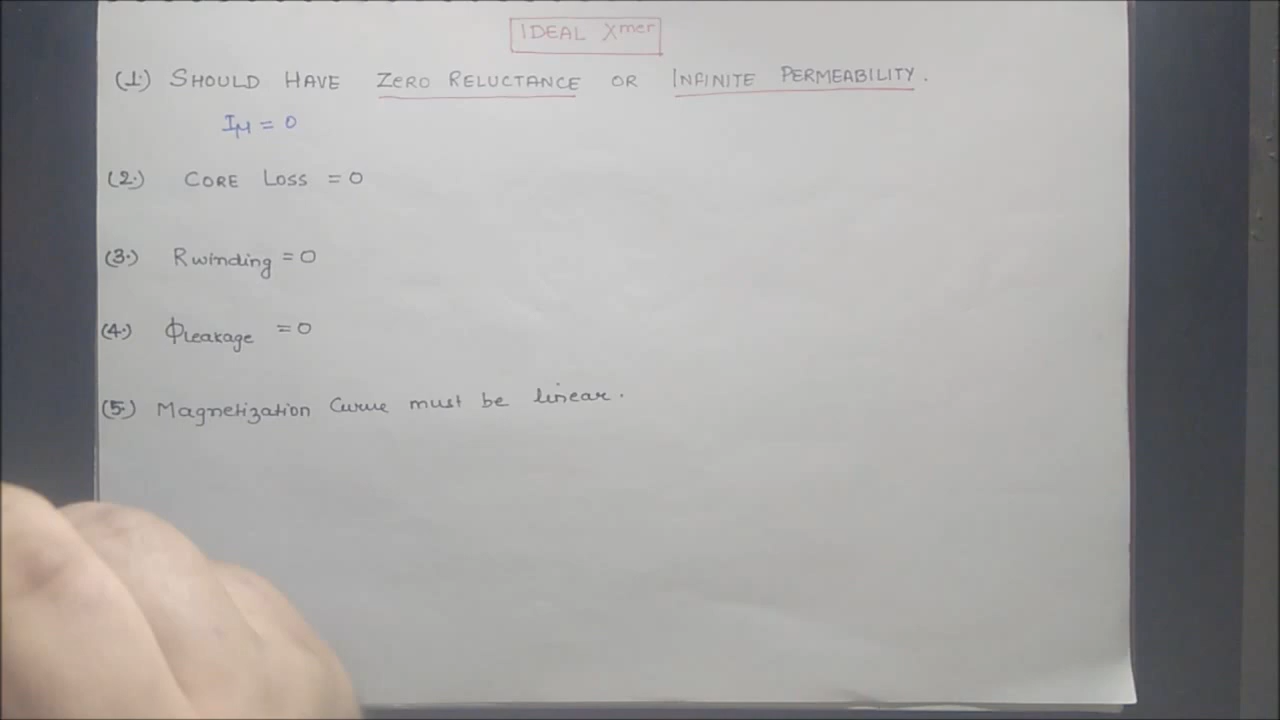 IDEAL Xmer
(1.) SHOULD HAVE ZERO RELUCTANCE OR INFINITE PERMEABILITY.
Iμ = 0
(2.) CORE LOSS = 0
(3.) Rwinding = 0
(4.) Φleakage = 0
(5.) Magnetization Curve must be linear.